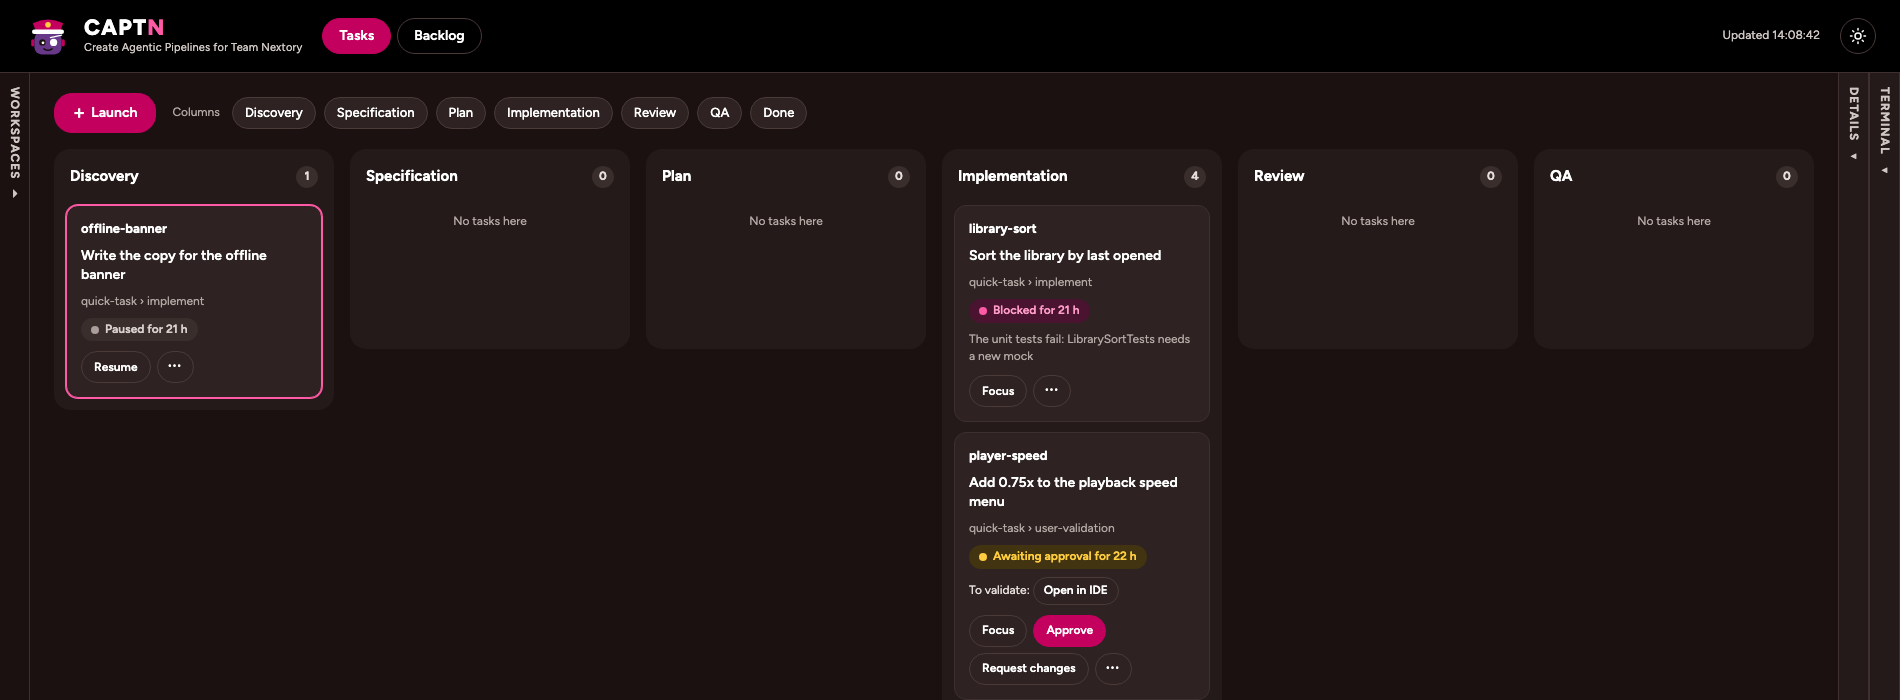 CAPTN
Create Agentic Pipelines for Team Nextory
Tasks
Backlog
Updated 14:08:42
WORKSPACES
+ Launch
Columns
Discovery
Specification
Plan
Implementation
Review
QA
Done
DETAILS
TERMINAL
Discovery
1
offline-banner
Write the copy for the offline
banner
quick-task › implement
Paused for 21 h
Resume
...
Specification
0
No tasks here
Plan
0
No tasks here
Implementation
4
library-sort
Sort the library by last opened
quick-task › implement
Blocked for 21 h
The unit tests fail: LibrarySortTests needs
a new mock
Focus
...
player-speed
Add 0.75x to the playback speed
menu
quick-task › user-validation
Awaiting approval for 22 h
To validate: Open in IDE
Focus
Approve
Request changes
...
Review
0
No tasks here
QA
0
No tasks here